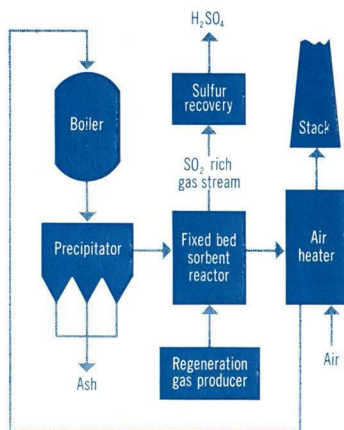 H₂SO₄
Sulfur
recovery
Boiler
Stack
SO₂ rich
gas stream
Precipitator
Fixed bed
sorbent
reactor
Air
heater
Regeneration
gas producer
Ash
Air